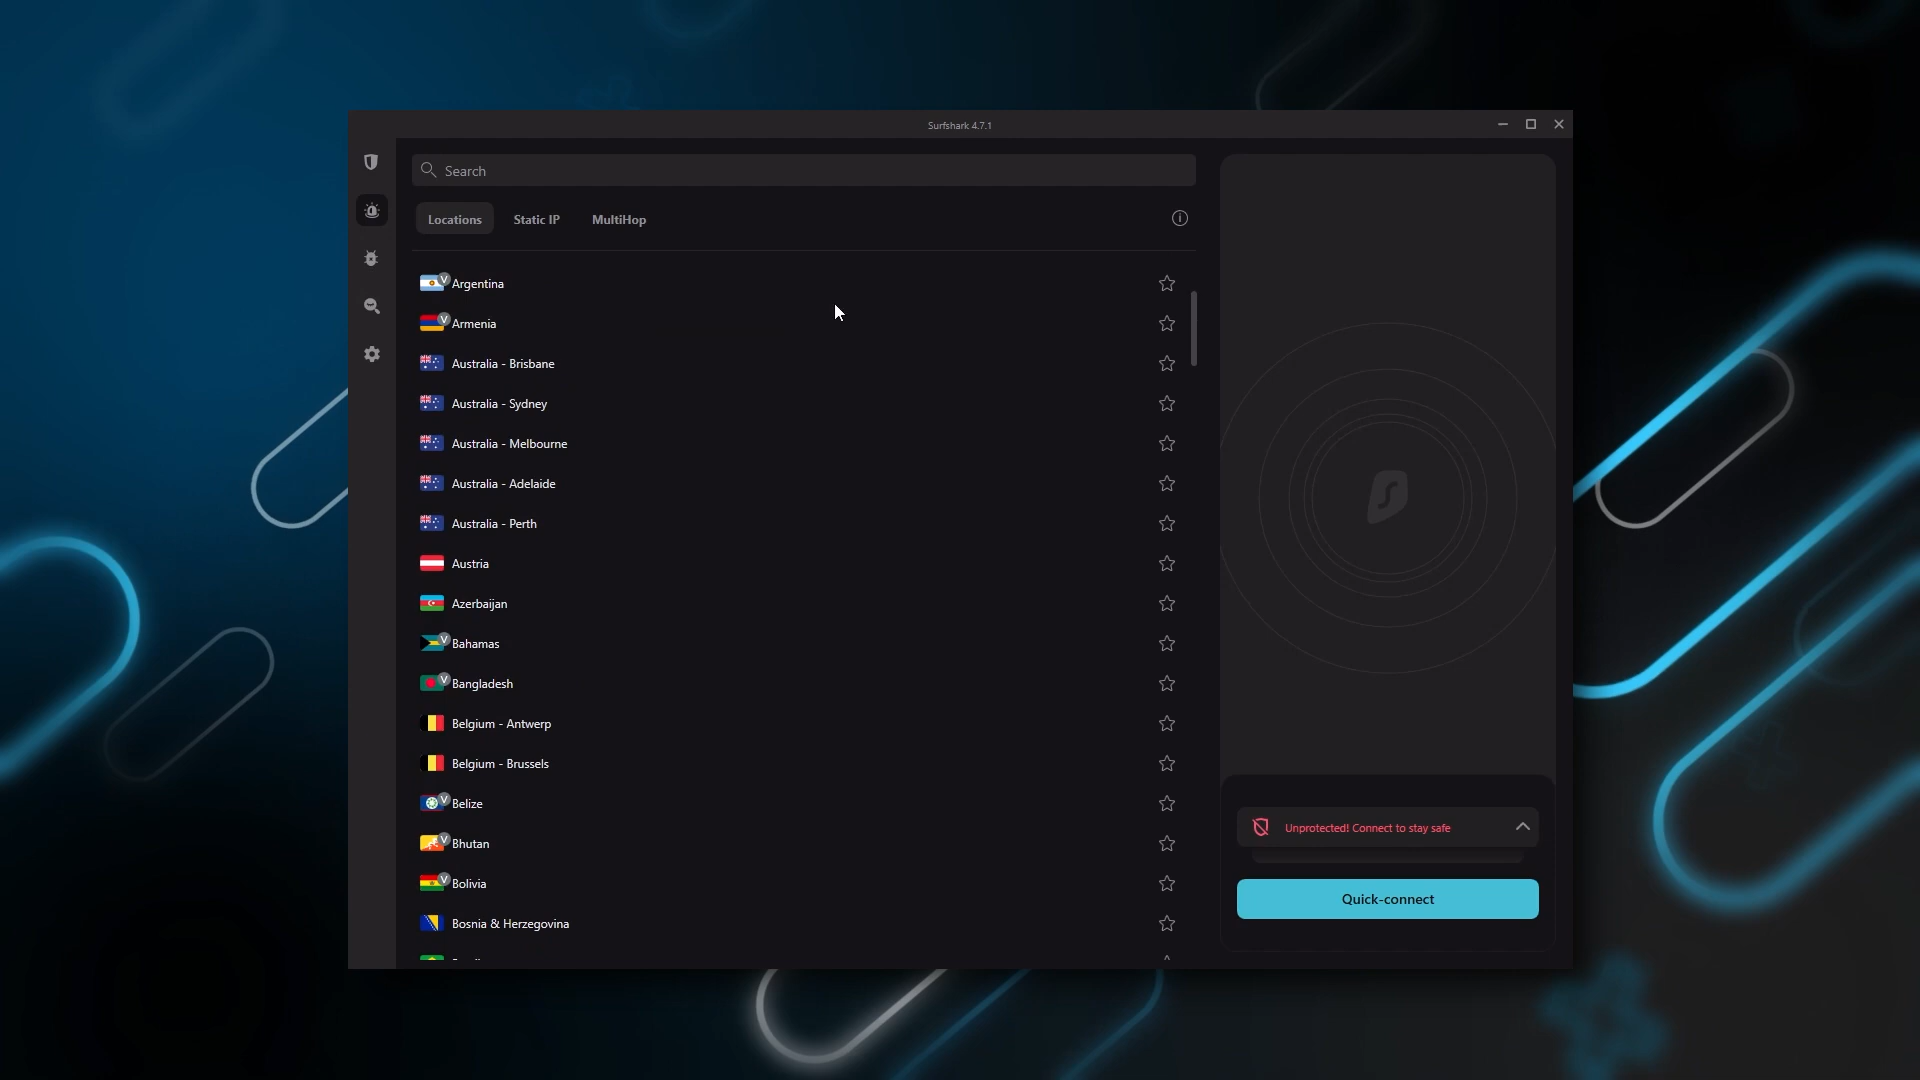 Surfshark 4.7.1
Search
Locations
Static IP
MultiHop
V Argentina
V Armenia
Australia - Brisbane
Australia - Sydney
Australia - Melbourne
Australia - Adelaide
Australia - Perth
Austria
Azerbaijan
V Bahamas
V Bangladesh
Belgium - Antwerp
Belgium - Brussels
V Belize
V Bhutan
V Bolivia
Bosnia & Herzegovina
Unprotected! Connect to stay safe
Quick-connect